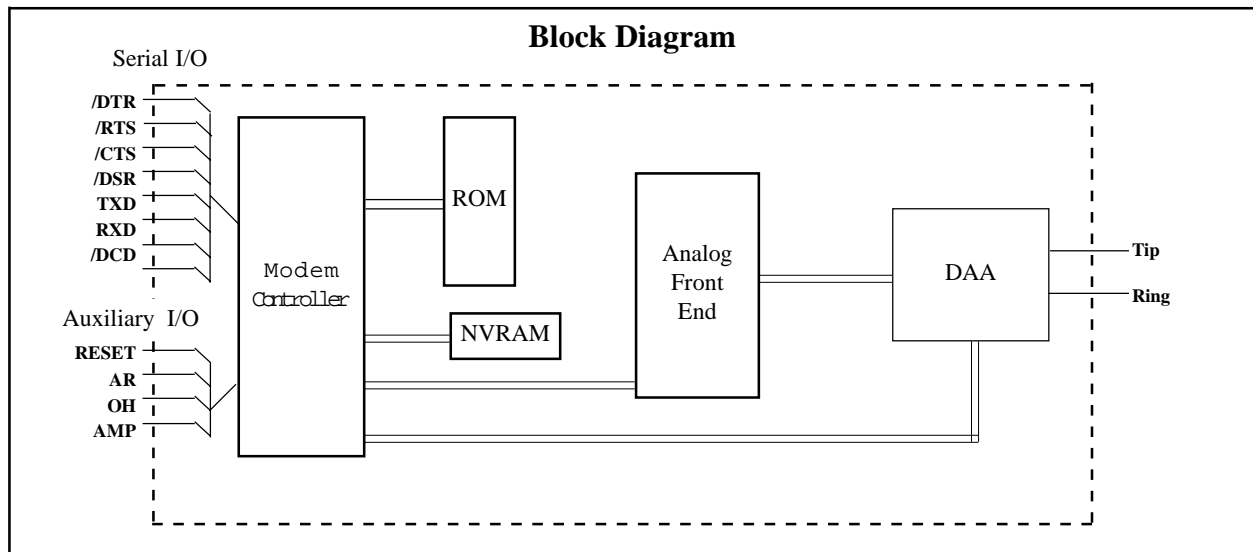 Block Diagram
Serial I/O
/DTR
/RTS
/CTS
/DSR
TXD
RXD
/DCD
Auxiliary I/O
RESET
AR
OH
AMP
Modem
Controller
ROM
NVRAM
Analog
Front
End
DAA
Tip
Ring